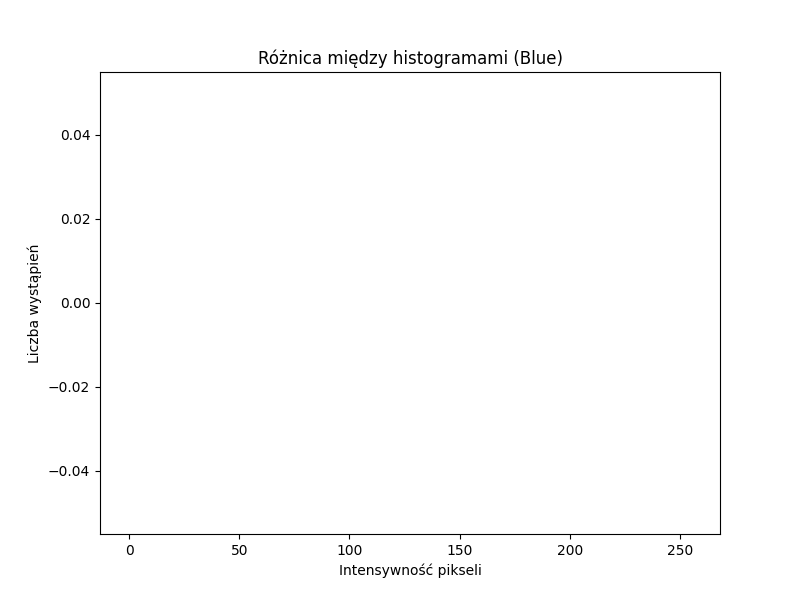 Różnica między histogramami (Blue)
0.04
0.02
0.00
−0.02
−0.04
Liczba wystąpień
0 50 100 150 200 250
Intensywność pikseli